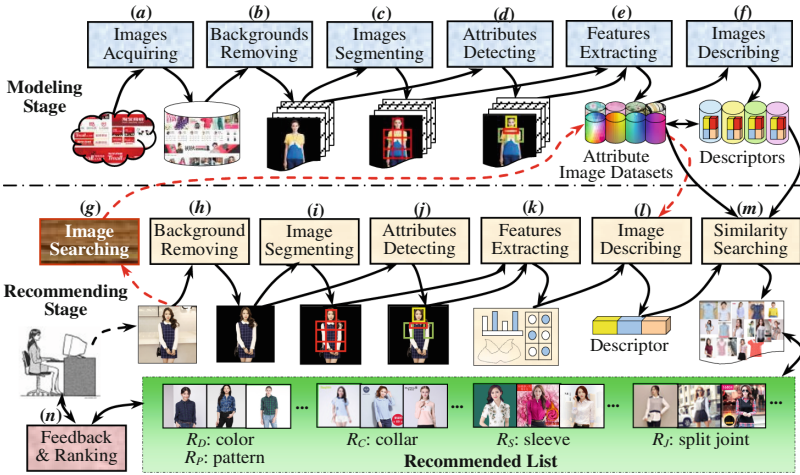 (a) (b) (c) (d) (e) (f)
Images Acquiring
Backgrounds Removing
Images Segmenting
Attributes Detecting
Features Extracting
Images Describing
Modeling Stage
Attribute Image Datasets
Descriptors
(g) (h) (i) (j) (k) (l) (m)
Image Searching
Background Removing
Image Segmenting
Attributes Detecting
Features Extracting
Image Describing
Similarity Searching
Recommending Stage
Descriptor
(n)
Feedback & Ranking
... ... ... ...
R_D: color
R_C: collar
R_S: sleeve
R_J: split joint
R_P: pattern
Recommended List